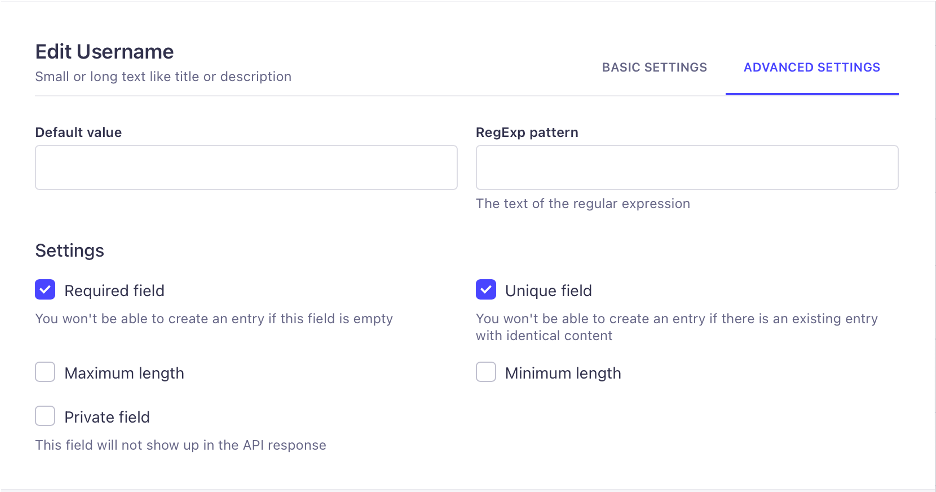 Edit Username
Small or long text like title or description
BASIC SETTINGS
ADVANCED SETTINGS
Default value
RegExp pattern
The text of the regular expression
Settings
Required field
You won't be able to create an entry if this field is empty
Unique field
You won't be able to create an entry if there is an existing entry
with identical content
Maximum length
Minimum length
Private field
This field will not show up in the API response